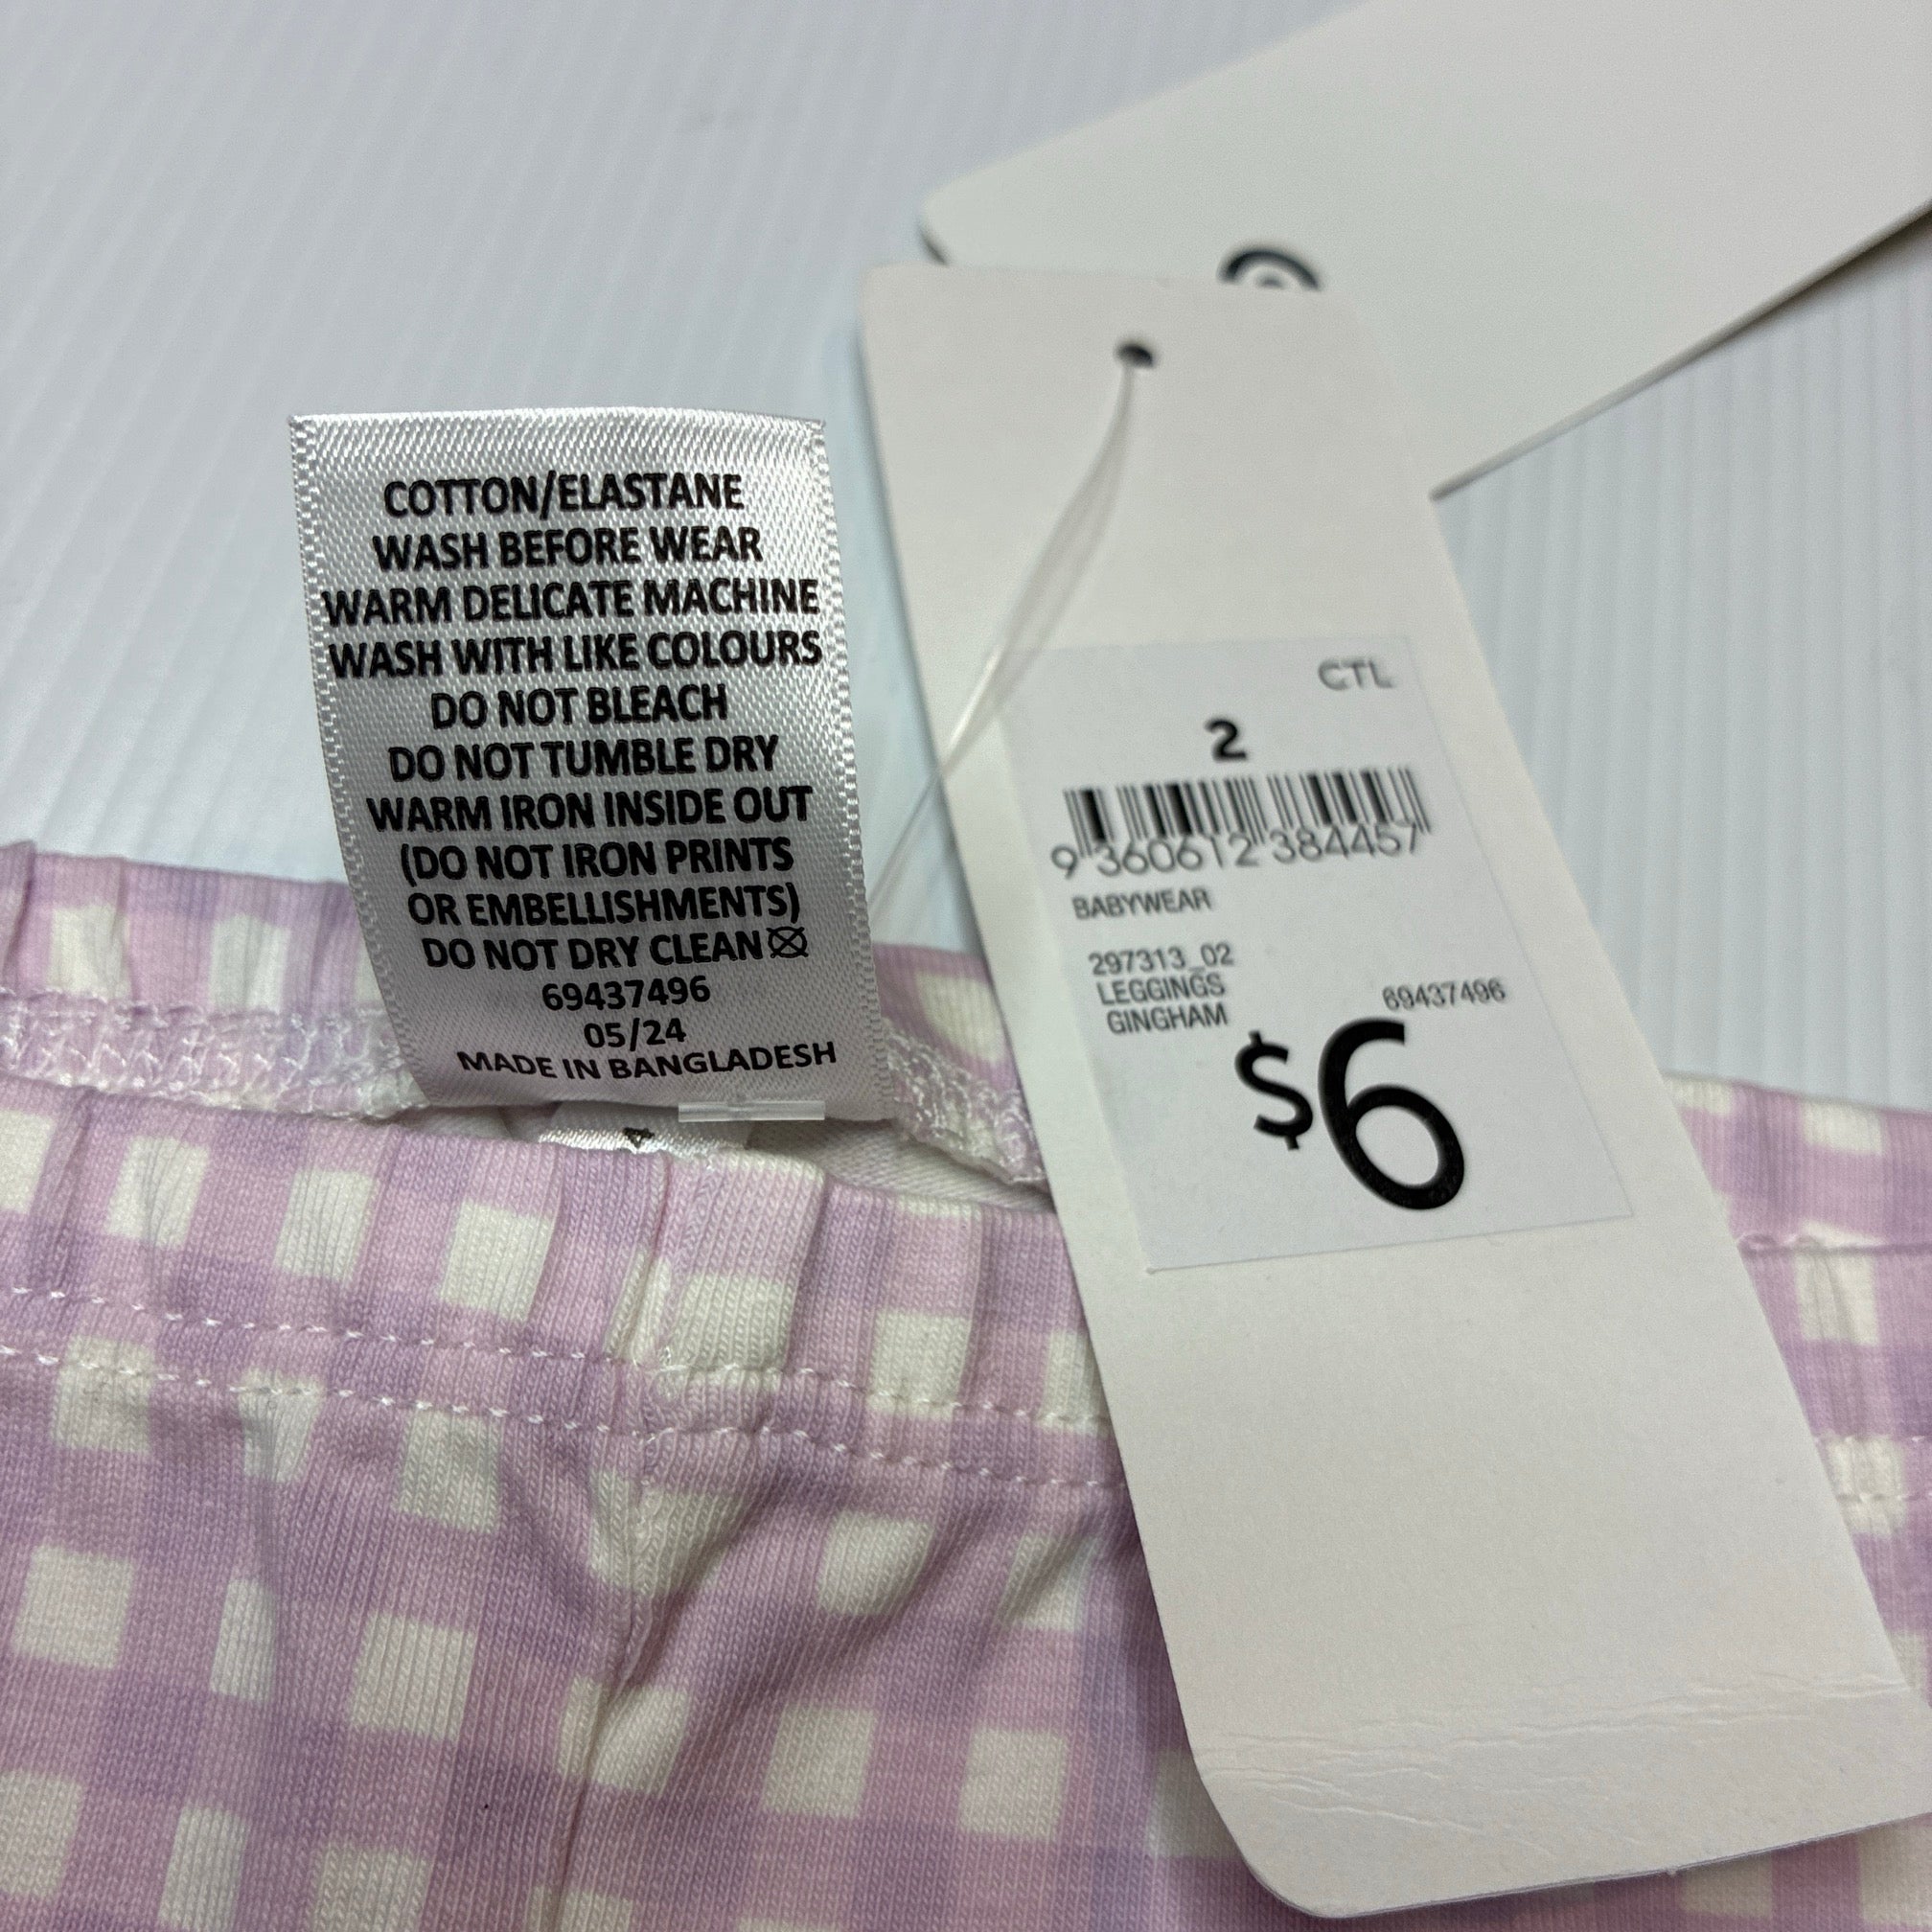 COTTON/ELASTANE
WASH BEFORE WEAR
WARM DELICATE MACHINE
WASH WITH LIKE COLOURS
DO NOT BLEACH
DO NOT TUMBLE DRY
WARM IRON INSIDE OUT
(DO NOT IRON PRINTS
OR EMBELLISHMENTS)
DO NOT DRY CLEAN
69437496
05/24
MADE IN BANGLADESH
CTL
2
9 360612 384457
BABYWEAR
297313_02
LEGGINGS
GINGHAM
69437496
$6